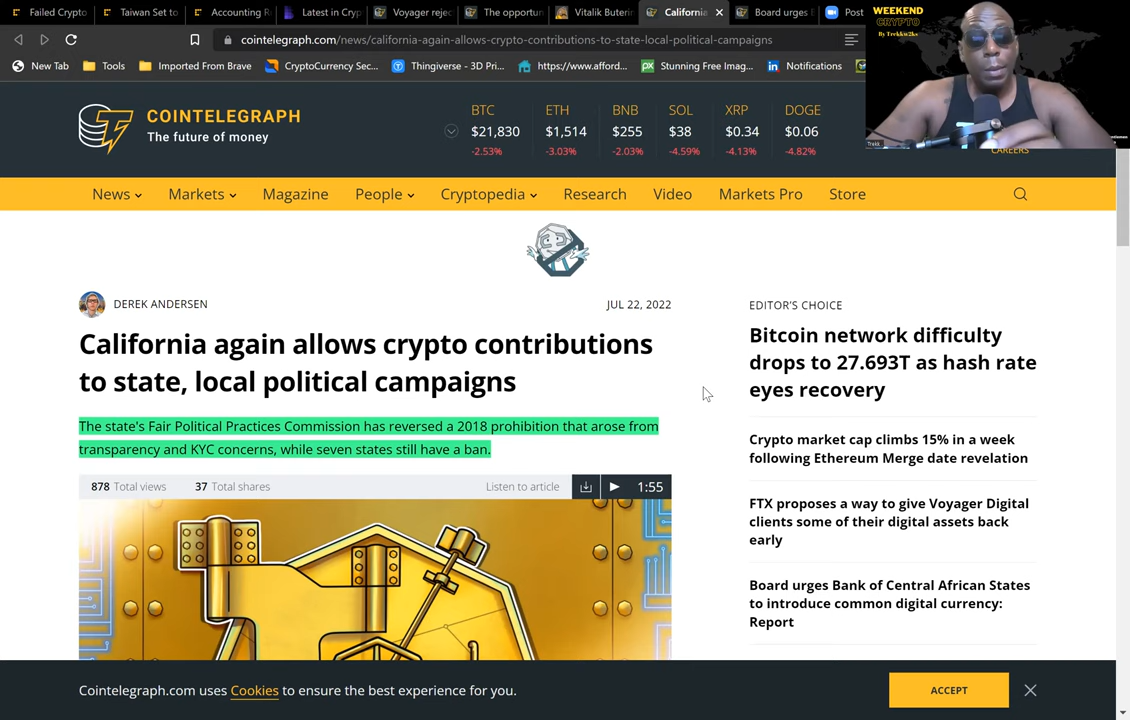 Failed Crypto
Taiwan Set to
Accounting R
Latest in Cryp
Voyager rejec
The opportun
Vitalik Buterin
California
Board urges B
Post
cointelegraph.com/news/california-again-allows-crypto-contributions-to-state-local-political-campaigns
New Tab
Tools
Imported From Brave
CryptoCurrency Sec...
Thingiverse - 3D Pri...
https://www.afford...
Stunning Free Imag...
Notifications
WEEKEND
CRYPTO
By Trekkie2ks
Trekk
COINTELEGRAPH
The future of money
BTC ETH BNB SOL XRP DOGE
$21,830 $1,514 $255 $38 $0.34 $0.06
-2.53% -3.03% -2.03% -4.59% -4.13% -4.82%
CAREERS
News Markets Magazine People Cryptopedia Research Video Markets Pro Store
DEREK ANDERSEN
JUL 22, 2022
California again allows crypto contributions
to state, local political campaigns
The state's Fair Political Practices Commission has reversed a 2018 prohibition that arose from
transparency and KYC concerns, while seven states still have a ban.
878 Total views 37 Total shares Listen to article 1:55
EDITOR'S CHOICE
Bitcoin network difficulty
drops to 27.693T as hash rate
eyes recovery
Crypto market cap climbs 15% in a week
following Ethereum Merge date revelation
FTX proposes a way to give Voyager Digital
clients some of their digital assets back
early
Board urges Bank of Central African States
to introduce common digital currency:
Report
Cointelegraph.com uses Cookies to ensure the best experience for you.
ACCEPT